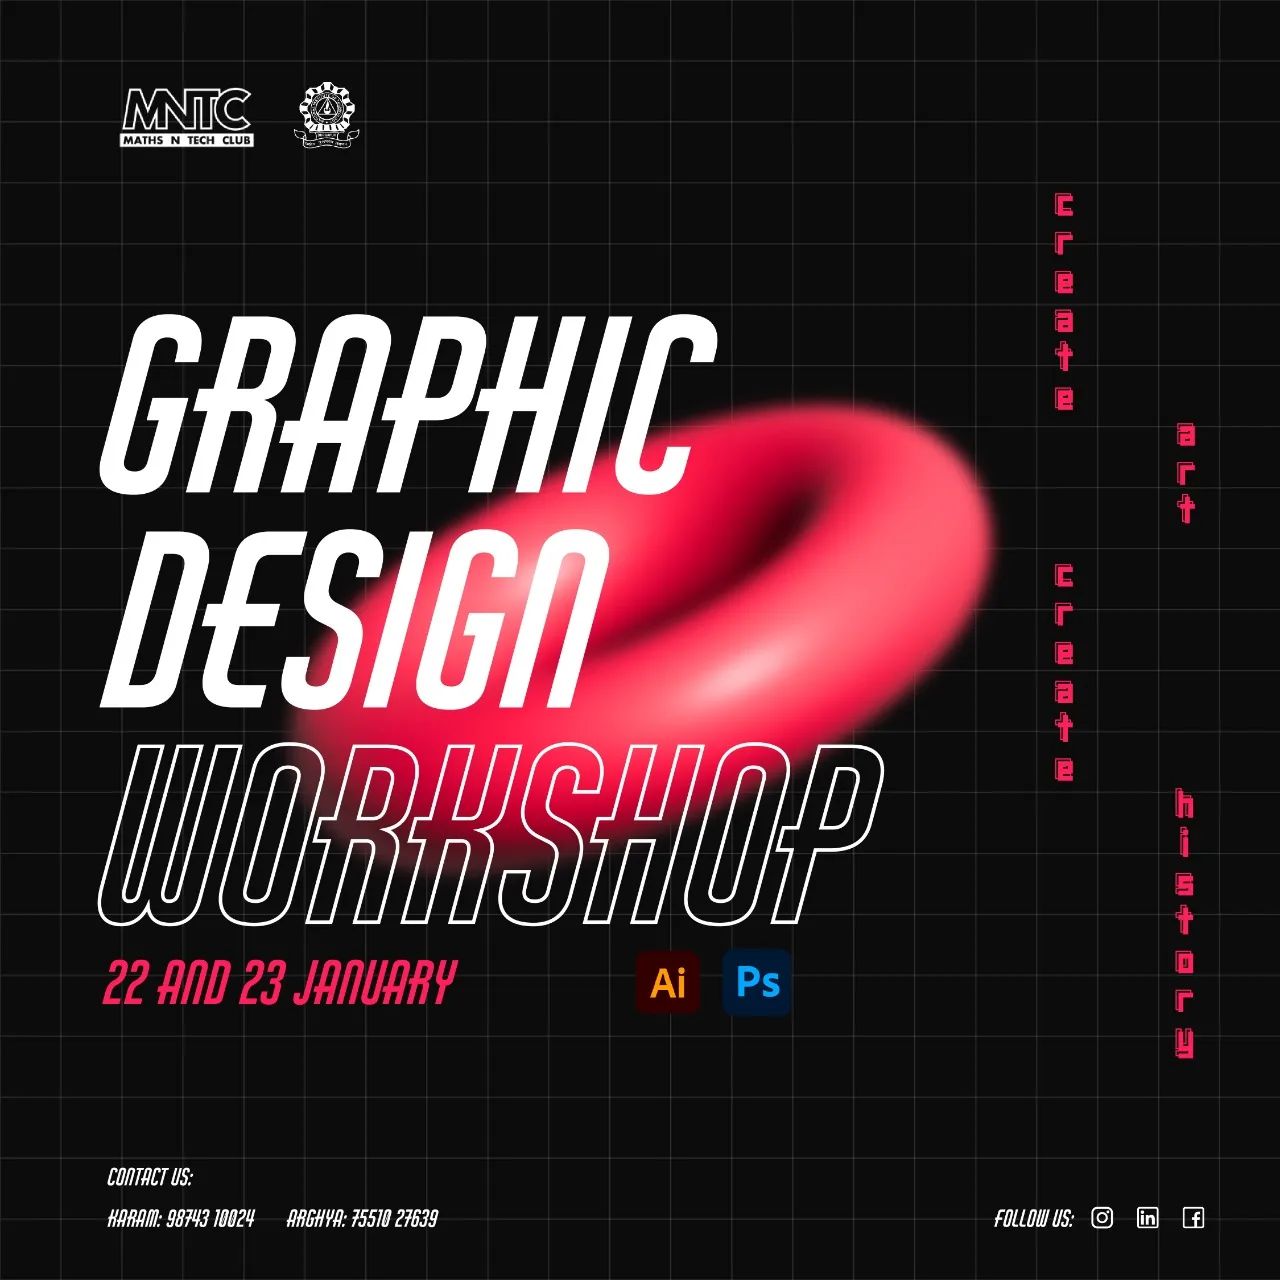 MNTC
MATHS N TECH CLUB
create
art
create
history
GRAPHIC
DESIGN
WORKSHOP
22 AND 23 JANUARY
Ai Ps
CONTACT US:
KARAM: 98743 10024 ARGHYA: 75510 27639
FOLLOW US: